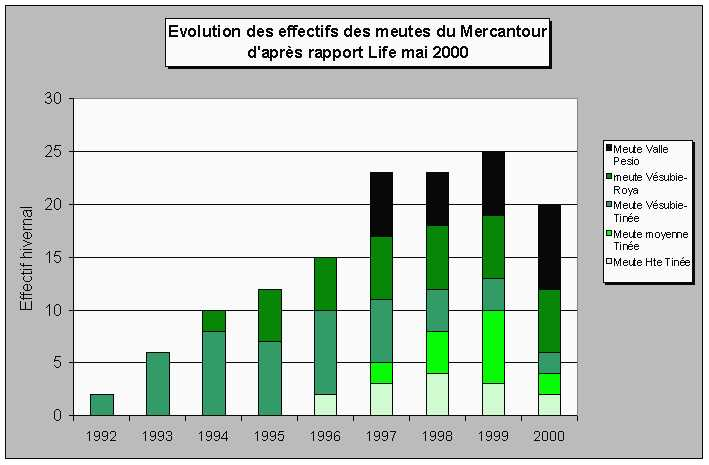 Evolution des effectifs des meutes du Mercantour
d'après rapport Life mai 2000
30
25
20
15
10
5
0
Effectif hivernal
1992 1993 1994 1995 1996 1997 1998 1999 2000
Meute Valle
Pesio
meute Vésubie-
Roya
Meute Vésubie-
Tinée
Meute moyenne
Tinée
Meute Hte Tinée